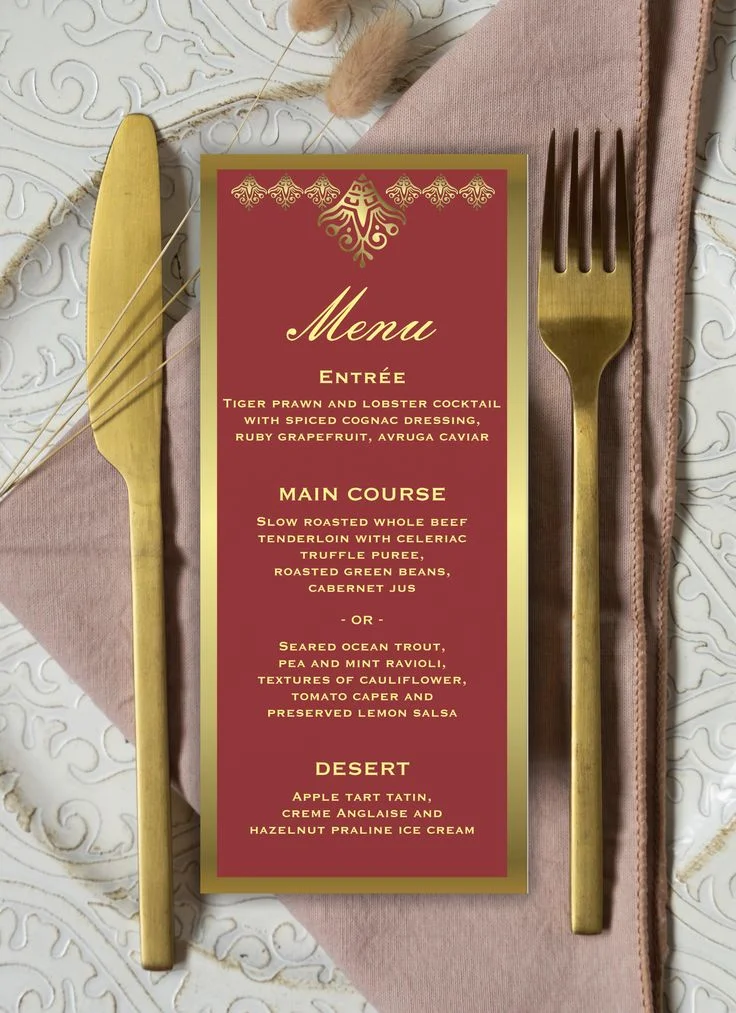 Menu
Entrée
Tiger prawn and lobster cocktail
with spiced cognac dressing,
ruby grapefruit, avruga caviar
MAIN COURSE
Slow roasted whole beef
tenderloin with celeriac
truffle puree,
roasted green beans,
cabernet jus
- OR -
Seared ocean trout,
pea and mint ravioli,
textures of cauliflower,
tomato caper and
preserved lemon salsa
DESERT
Apple tart tatin,
creme Anglaise and
hazelnut praline ice cream